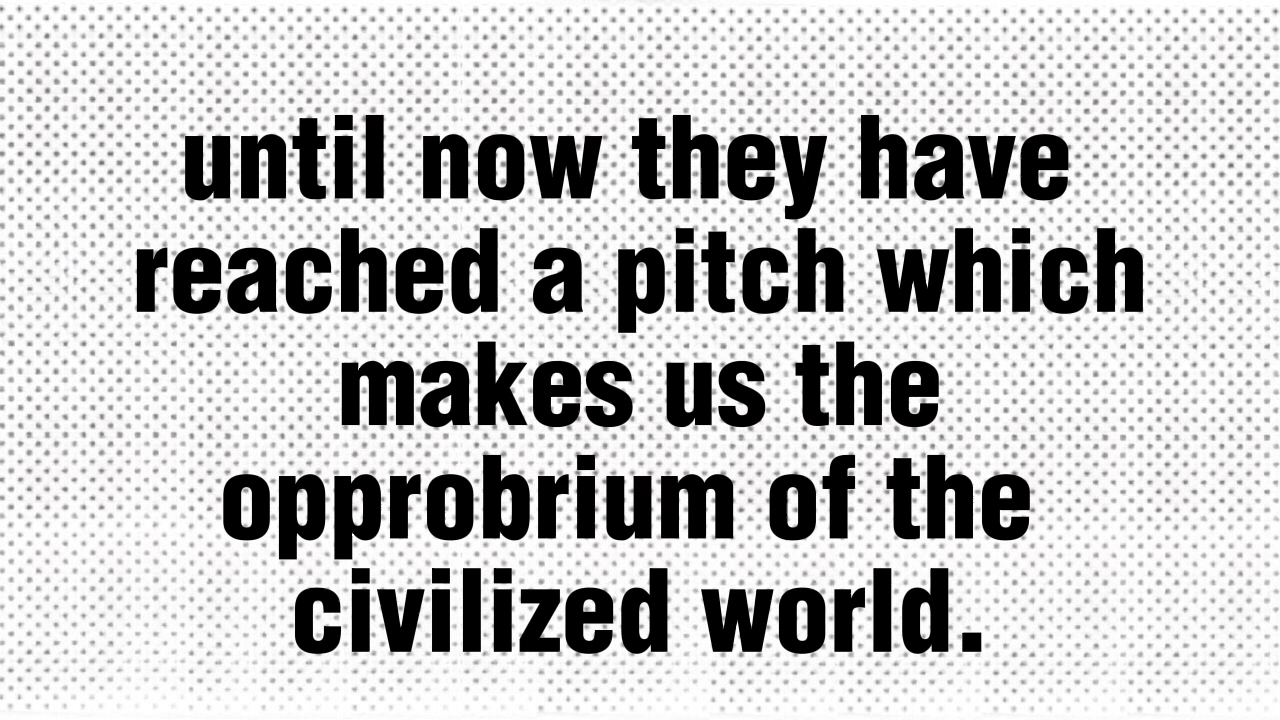 until now they have
reached a pitch which
makes us the
opprobrium of the
civilized world.